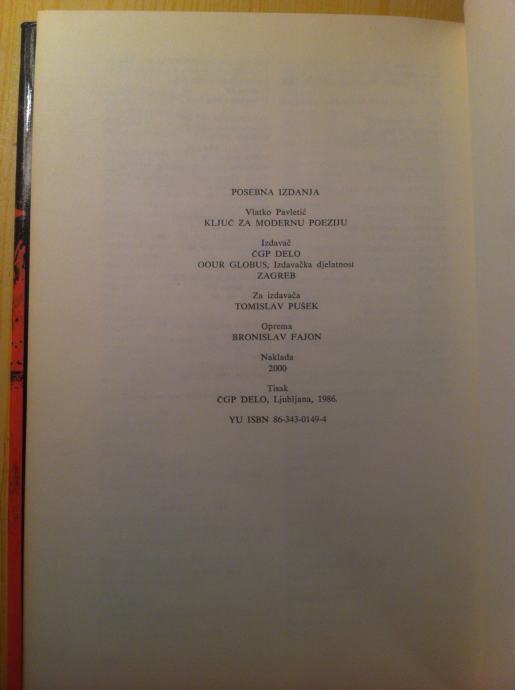 POSEBNA IZDANJA
Vlatko Pavletić
KLJUČ ZA MODERNU POEZIJU
Izdavač
ČGP DELO
OOUR GLOBUS, Izdavačka djelatnost
ZAGREB
Za izdavača
TOMISLAV PUŠEK
Oprema
BRONISLAV FAJON
Naklada
2000
Tisak
ČGP DELO, Ljubljana, 1986.
YU ISBN 86-343-0149-4